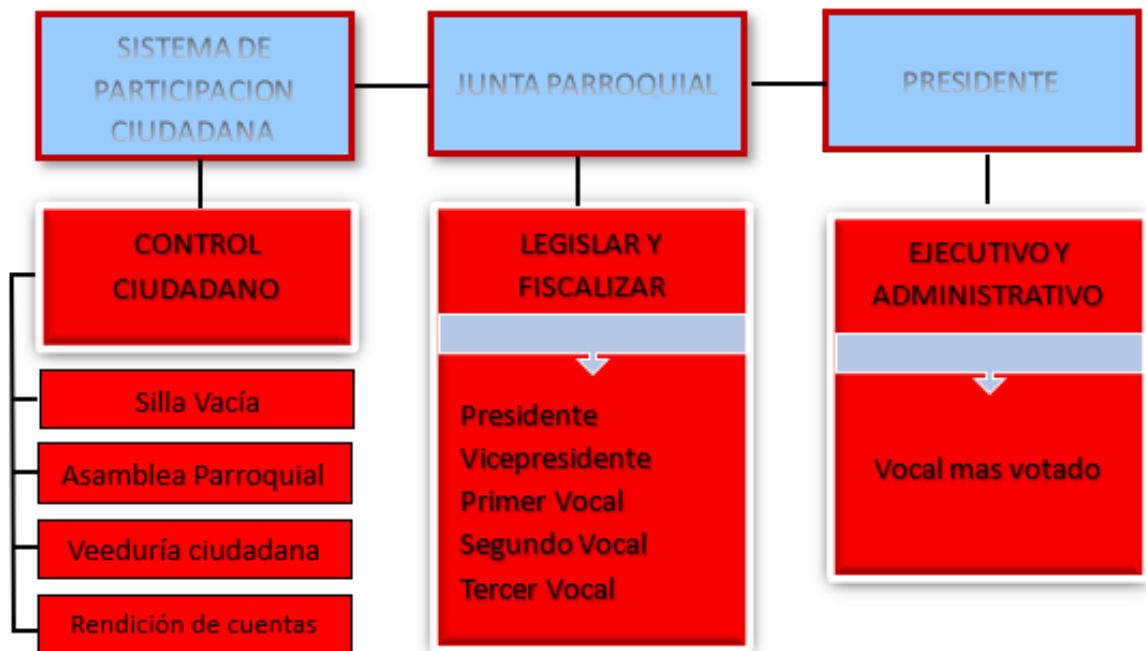 SISTEMA DE
PARTICIPACION
CIUDADANA
JUNTA PARROQUIAL
PRESIDENTE
CONTROL
CIUDADANO
Silla Vacía
Asamblea Parroquial
Veeduría ciudadana
Rendición de cuentas
LEGISLAR Y
FISCALIZAR
Presidente
Vicepresidente
Primer Vocal
Segundo Vocal
Tercer Vocal
EJECUTIVO Y
ADMINISTRATIVO
Vocal mas votado